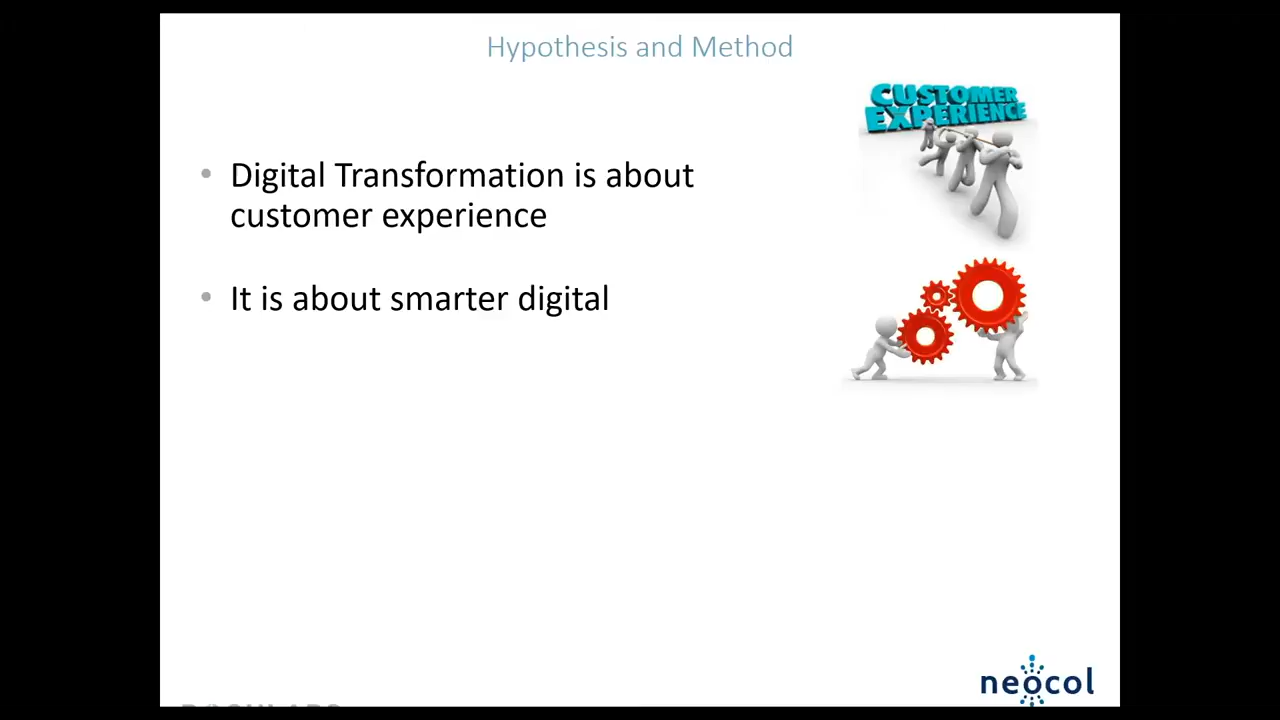 Hypothesis and Method
CUSTOMER
EXPERIENCE
• Digital Transformation is about
customer experience
• It is about smarter digital
neocol